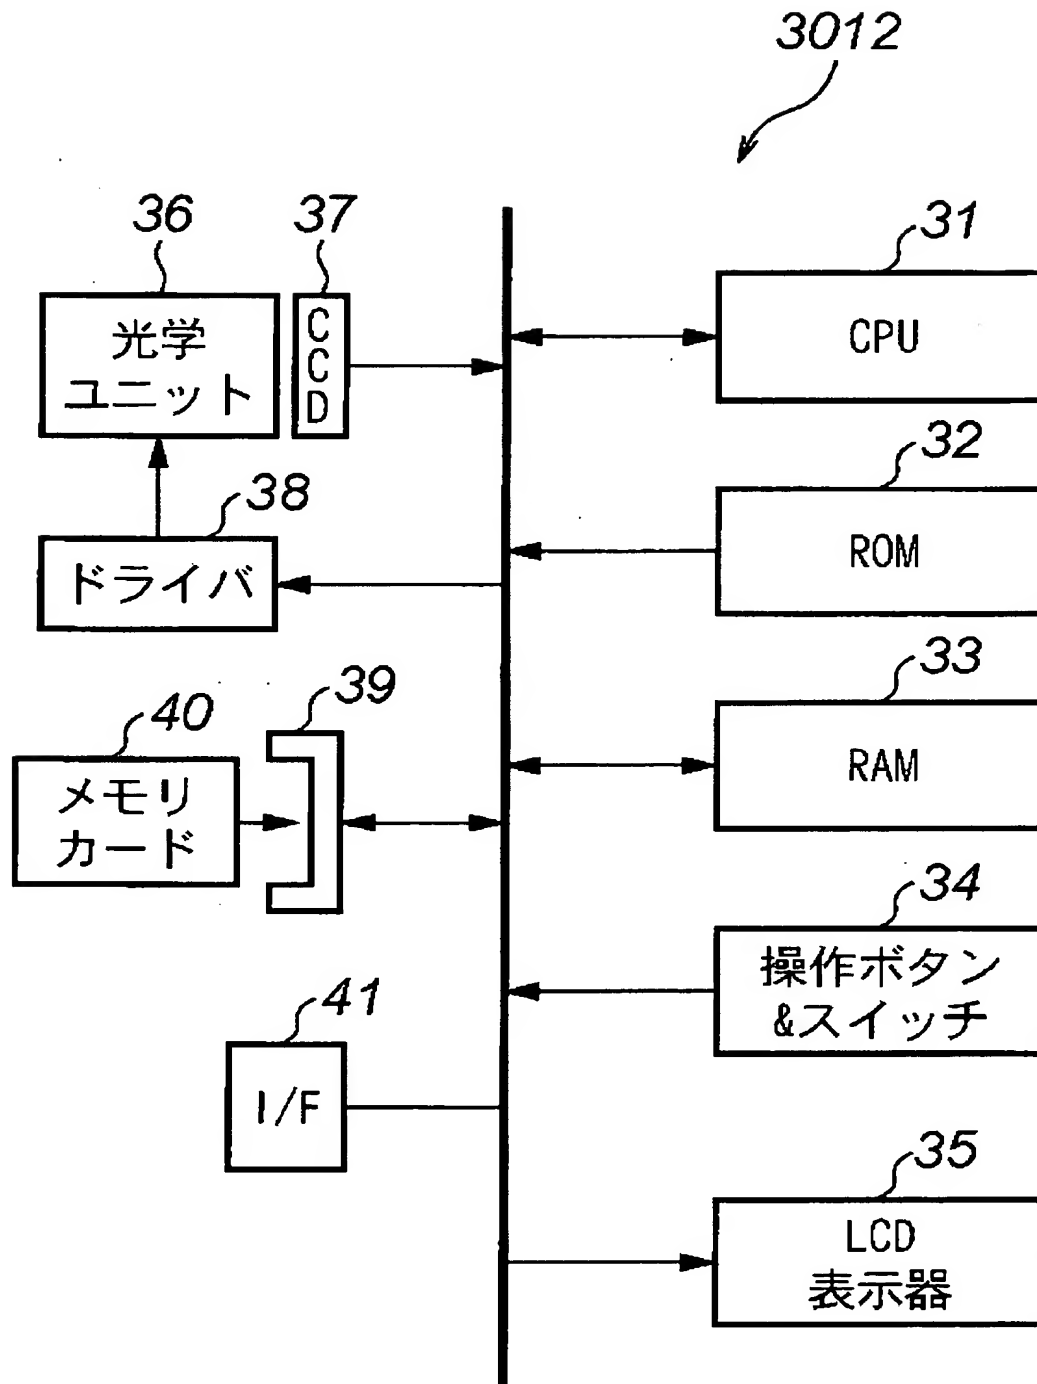 3012
36
37
31
光学
ユニット
C
C
D
CPU
38
32
ドライバ
ROM
39
33
40
メモリ
カード
RAM
34
操作ボタン
&スイッチ
41
I/F
35
LCD
表示器